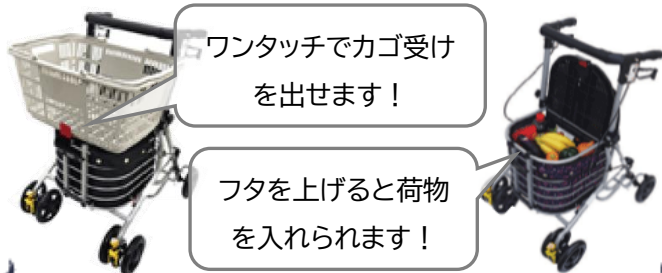 ワンタッチでカゴ受け
を出せます！
フタを上げると荷物
を入れられます！